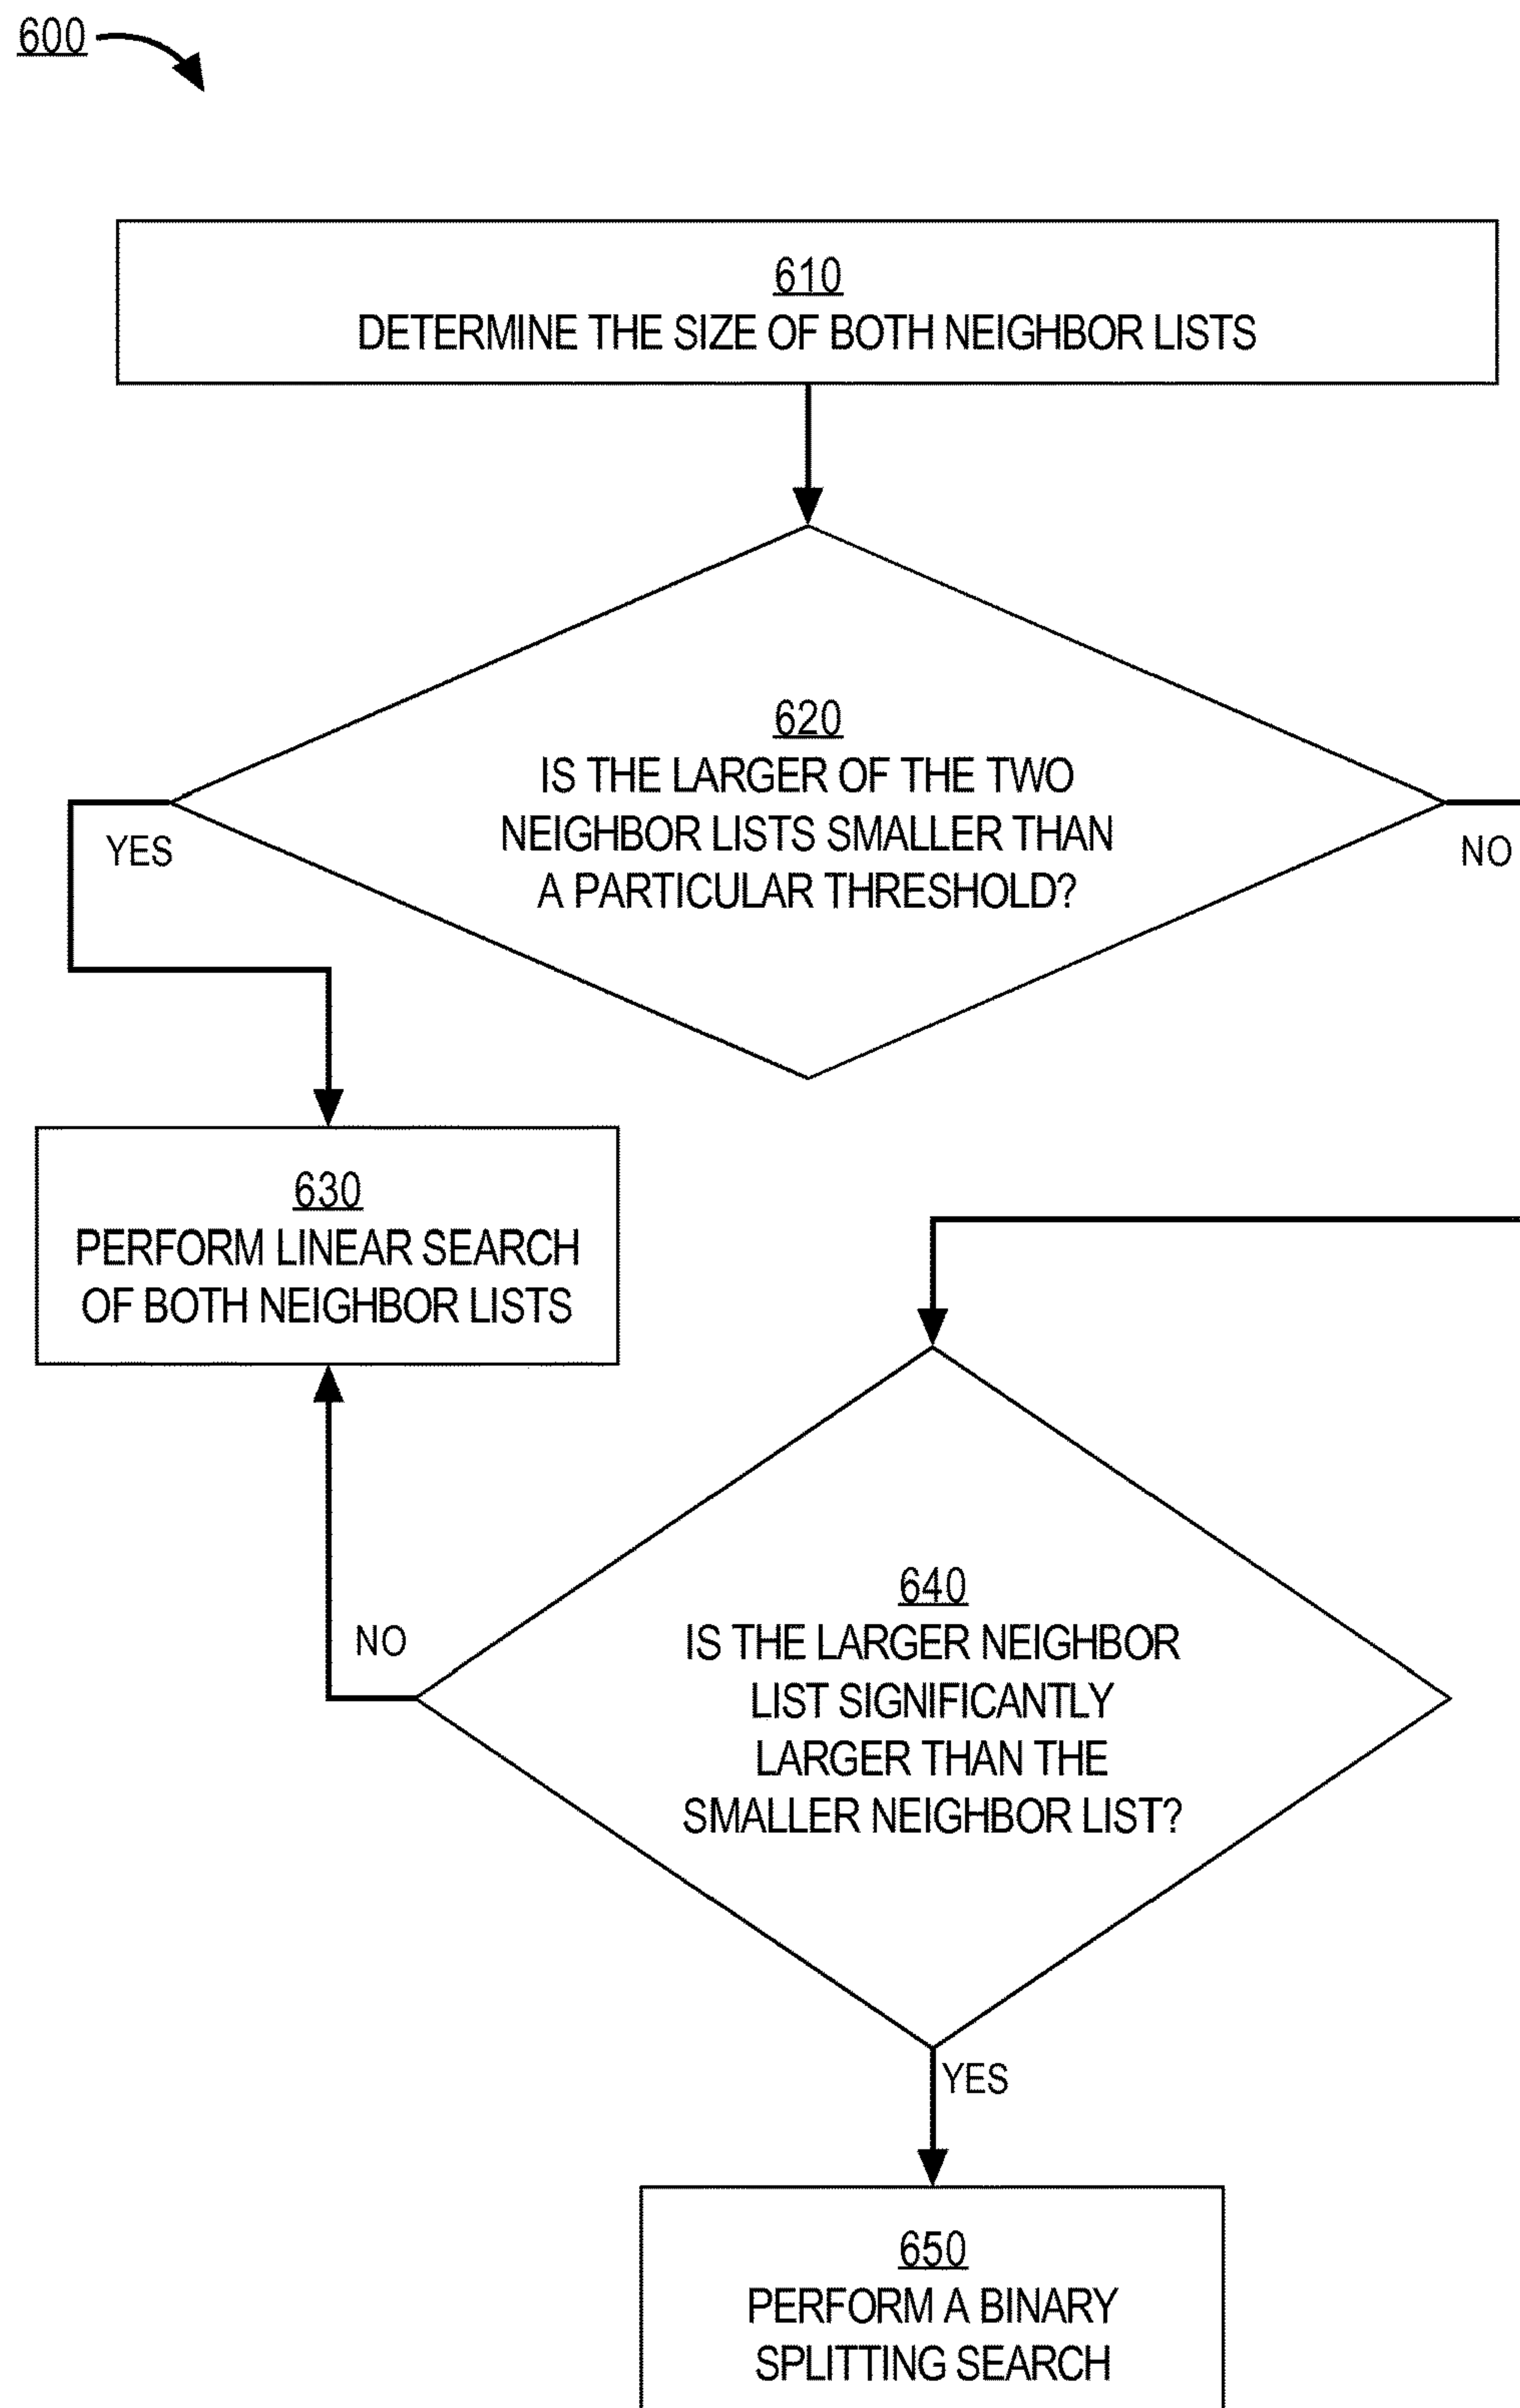 600
610
DETERMINE THE SIZE OF BOTH NEIGHBOR LISTS
620
IS THE LARGER OF THE TWO
NEIGHBOR LISTS SMALLER THAN
A PARTICULAR THRESHOLD?
YES
NO
630
PERFORM LINEAR SEARCH
OF BOTH NEIGHBOR LISTS
640
IS THE LARGER NEIGHBOR
LIST SIGNIFICANTLY
LARGER THAN THE
SMALLER NEIGHBOR LIST?
NO
YES
650
PERFORM A BINARY
SPLITTING SEARCH